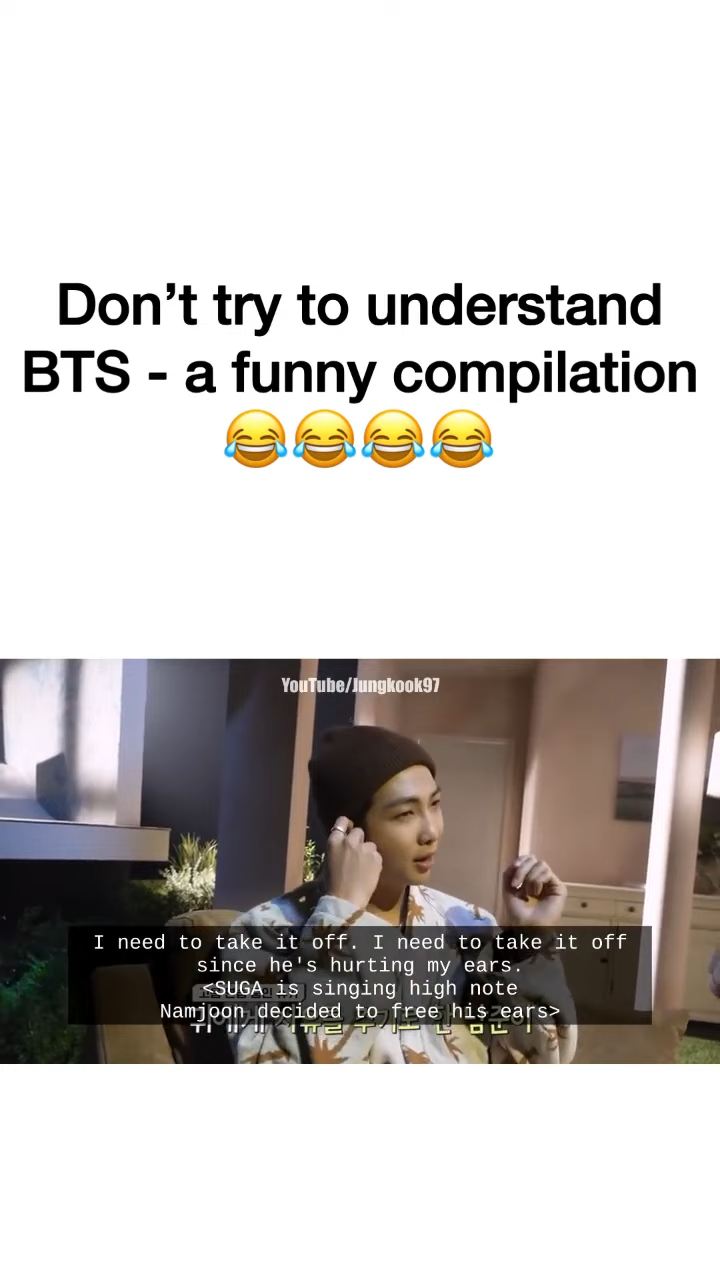 Don’t try to understand
BTS - a funny compilation
😂😂😂😂
YouTube/Jungkook97
I need to take it off. I need to take it off
since he's hurting my ears.
<SUGA is singing high note
Namjoon decided to free his ears>